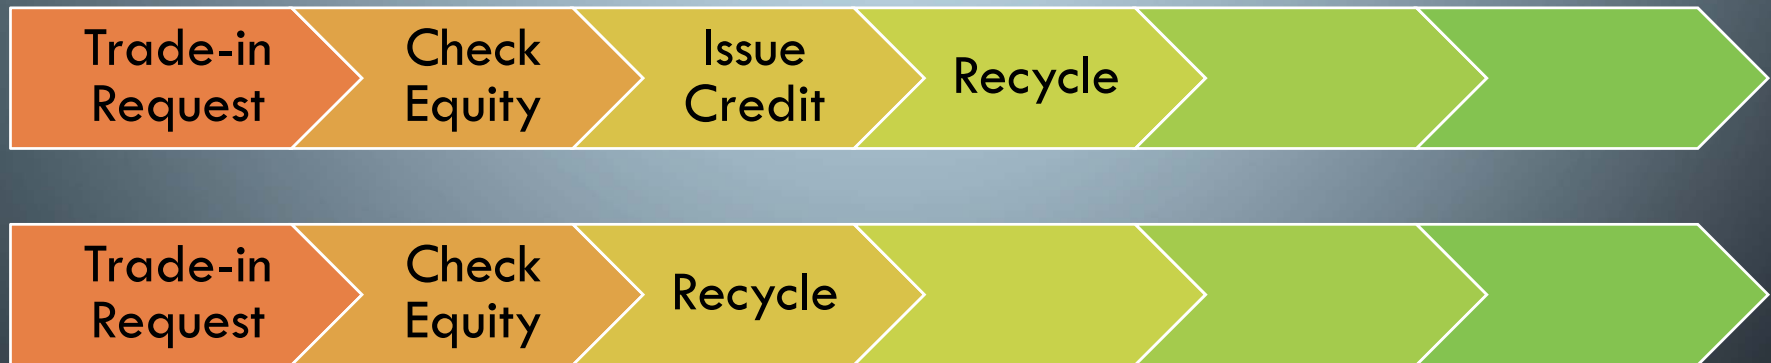 Trade-in
Request
Check
Equity
Issue
Credit
Recycle
Trade-in
Request
Check
Equity
Recycle